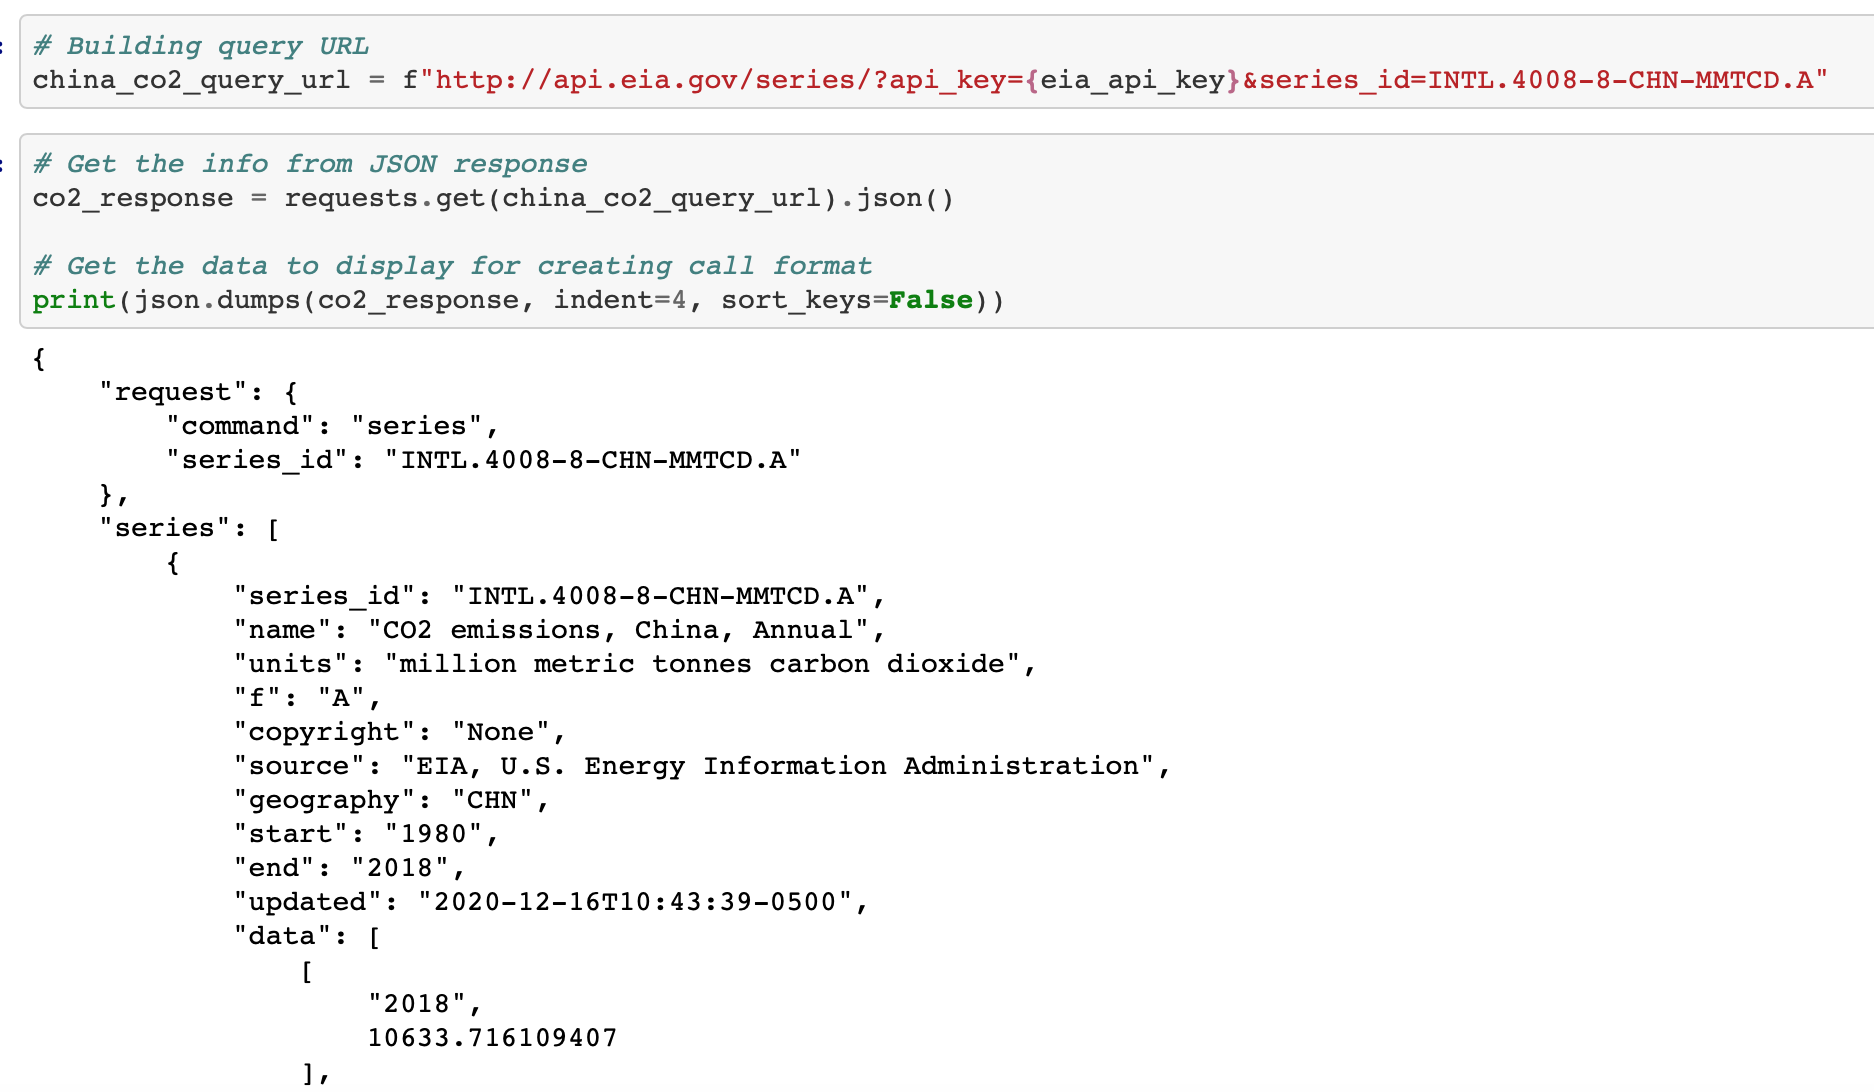 # Building query URL
china_co2_query_url = f"http://api.eia.gov/series/?api_key={eia_api_key}&series_id=INTL.4008-8-CHN-MMTCD.A"
# Get the info from JSON response
co2_response = requests.get(china_co2_query_url).json()
# Get the data to display for creating call format
print(json.dumps(co2_response, indent=4, sort_keys=False))
{
    "request": {
        "command": "series",
        "series_id": "INTL.4008-8-CHN-MMTCD.A"
    },
    "series": [
        {
            "series_id": "INTL.4008-8-CHN-MMTCD.A",
            "name": "CO2 emissions, China, Annual",
            "units": "million metric tonnes carbon dioxide",
            "f": "A",
            "copyright": "None",
            "source": "EIA, U.S. Energy Information Administration",
            "geography": "CHN",
            "start": "1980",
            "end": "2018",
            "updated": "2020-12-16T10:43:39-0500",
            "data": [
                [
                    "2018",
                    10633.716109407
                ],